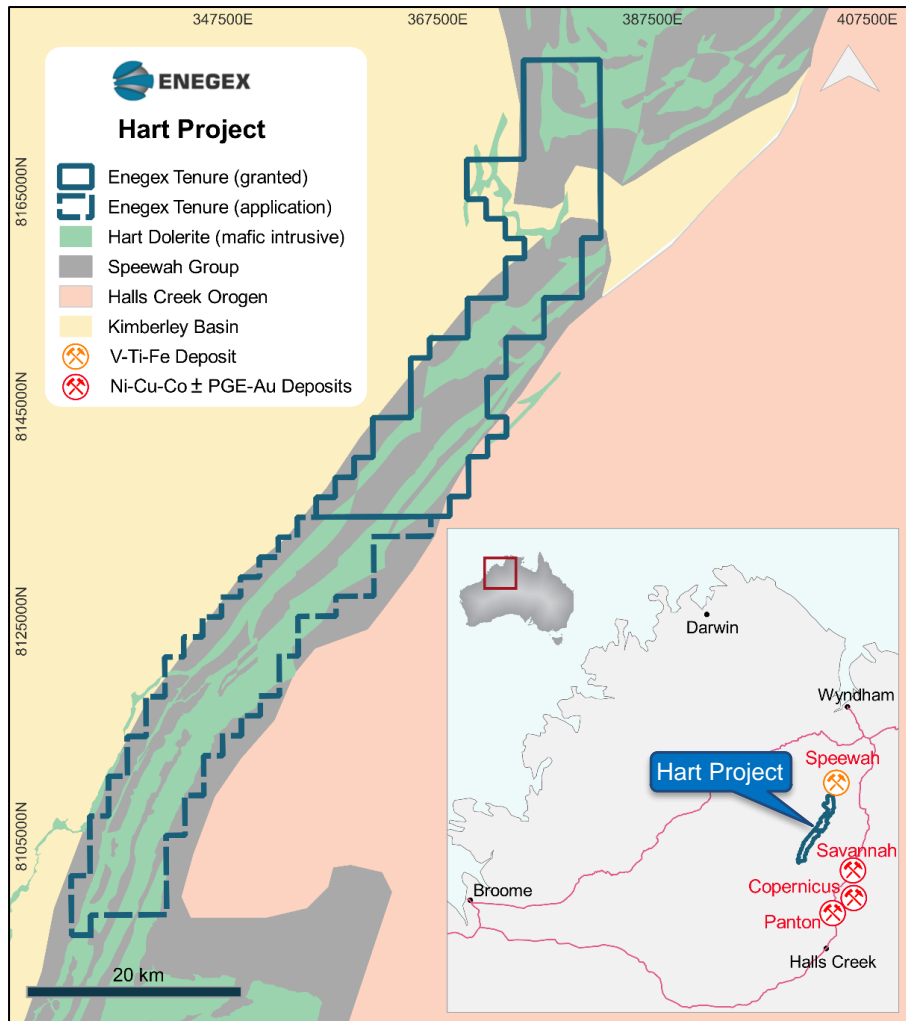 347500E
367500E
387500E
407500E
ENEGEX
Hart Project
Enegex Tenure (granted)
Enegex Tenure (application)
Hart Dolerite (mafic intrusive)
Speewah Group
Halls Creek Orogen
Kimberley Basin
V-Ti-Fe Deposit
Ni-Cu-Co ± PGE-Au Deposits
8165000N
8145000N
8125000N
8105000N
20 km
Darwin
Wyndham
Speewah
Hart Project
Savannah
Copernicus
Broome
Panton
Halls Creek